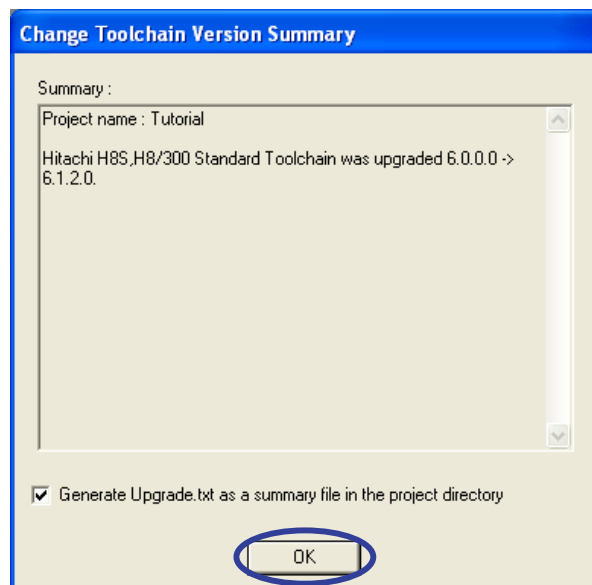 Change Toolchain Version Summary
Summary :
Project name : Tutorial
Hitachi H8S,H8/300 Standard Toolchain was upgraded 6.0.0.0 ->
6.1.2.0.
Generate Upgrade.txt as a summary file in the project directory
OK